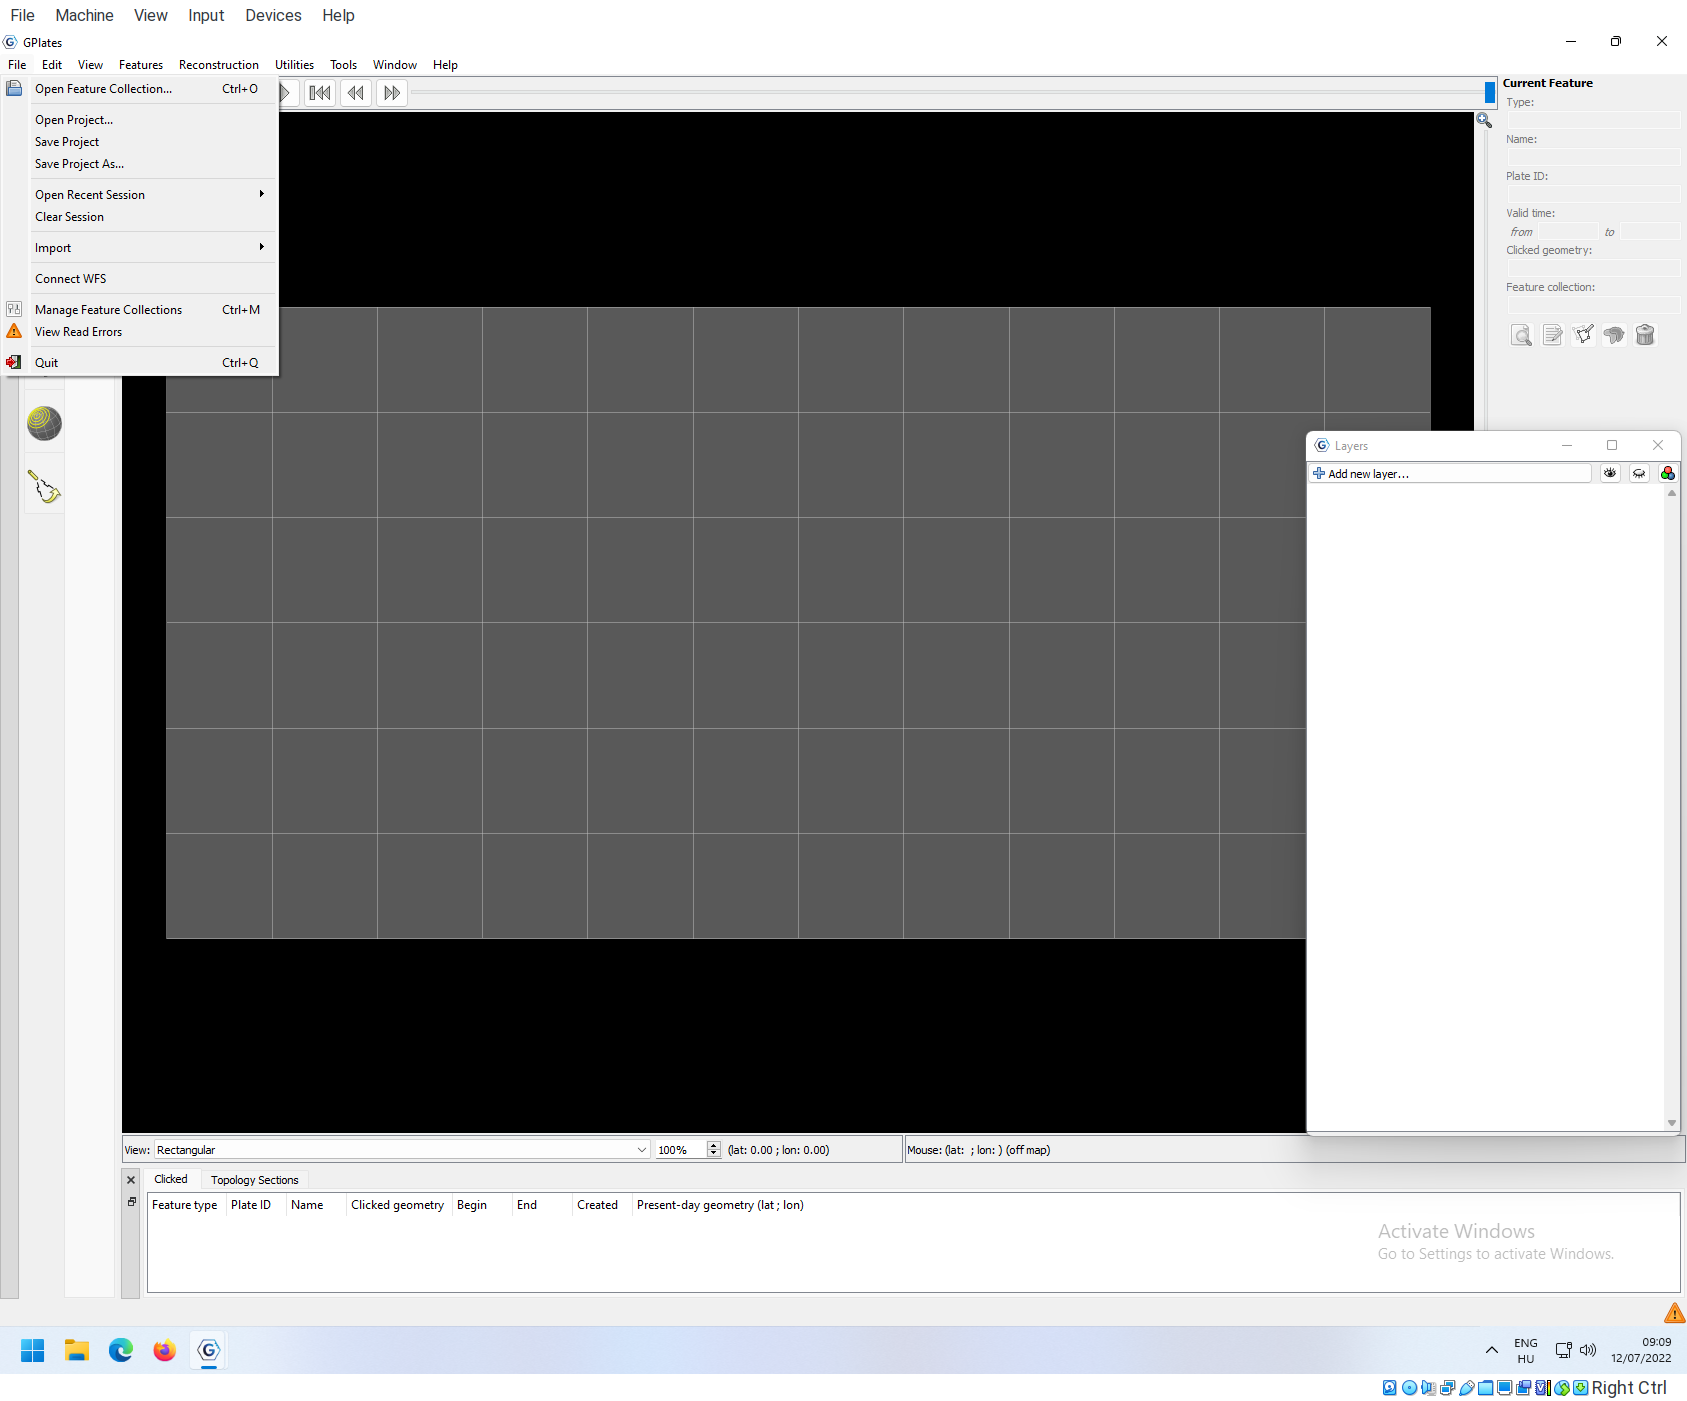 File Machine View Input Devices Help
GPlates
File Edit View Features Reconstruction Utilities Tools Window Help
Open Feature Collection... Ctrl+O
Open Project...
Save Project
Save Project As...
Open Recent Session
Clear Session
Import
Connect WFS
Manage Feature Collections Ctrl+M
View Read Errors
Quit Ctrl+Q
Current Feature
Type:
Name:
Plate ID:
Valid time:
from to
Clicked geometry:
Feature collection:
Layers
Add new layer...
View: Rectangular 100% (lat: 0.00 ; lon: 0.00) Mouse: (lat: ; lon: ) (off map)
Clicked Topology Sections
Feature type Plate ID Name Clicked geometry Begin End Created Present-day geometry (lat ; lon)
Activate Windows
Go to Settings to activate Windows.
ENG
HU
09:09
12/07/2022
Right Ctrl